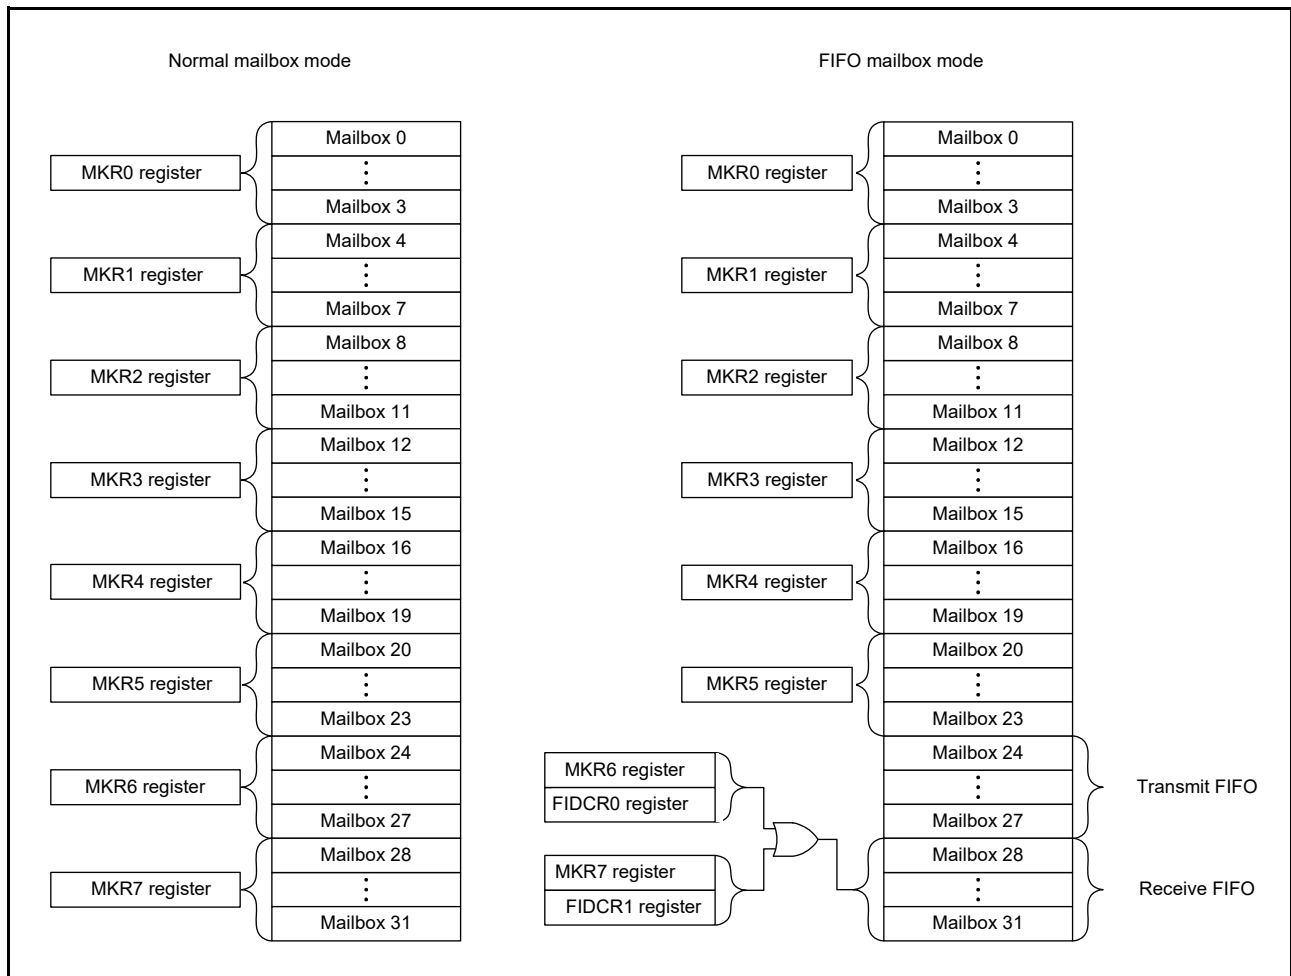 Normal mailbox mode
MKR0 register
Mailbox 0
Mailbox 3
MKR1 register
Mailbox 4
Mailbox 7
MKR2 register
Mailbox 8
Mailbox 11
MKR3 register
Mailbox 12
Mailbox 15
MKR4 register
Mailbox 16
Mailbox 19
MKR5 register
Mailbox 20
Mailbox 23
MKR6 register
Mailbox 24
Mailbox 27
MKR7 register
Mailbox 28
Mailbox 31
FIFO mailbox mode
MKR0 register
Mailbox 0
Mailbox 3
MKR1 register
Mailbox 4
Mailbox 7
MKR2 register
Mailbox 8
Mailbox 11
MKR3 register
Mailbox 12
Mailbox 15
MKR4 register
Mailbox 16
Mailbox 19
MKR5 register
Mailbox 20
Mailbox 23
MKR6 register
FIDCR0 register
Mailbox 24
Mailbox 27
Transmit FIFO
MKR7 register
FIDCR1 register
Mailbox 28
Mailbox 31
Receive FIFO